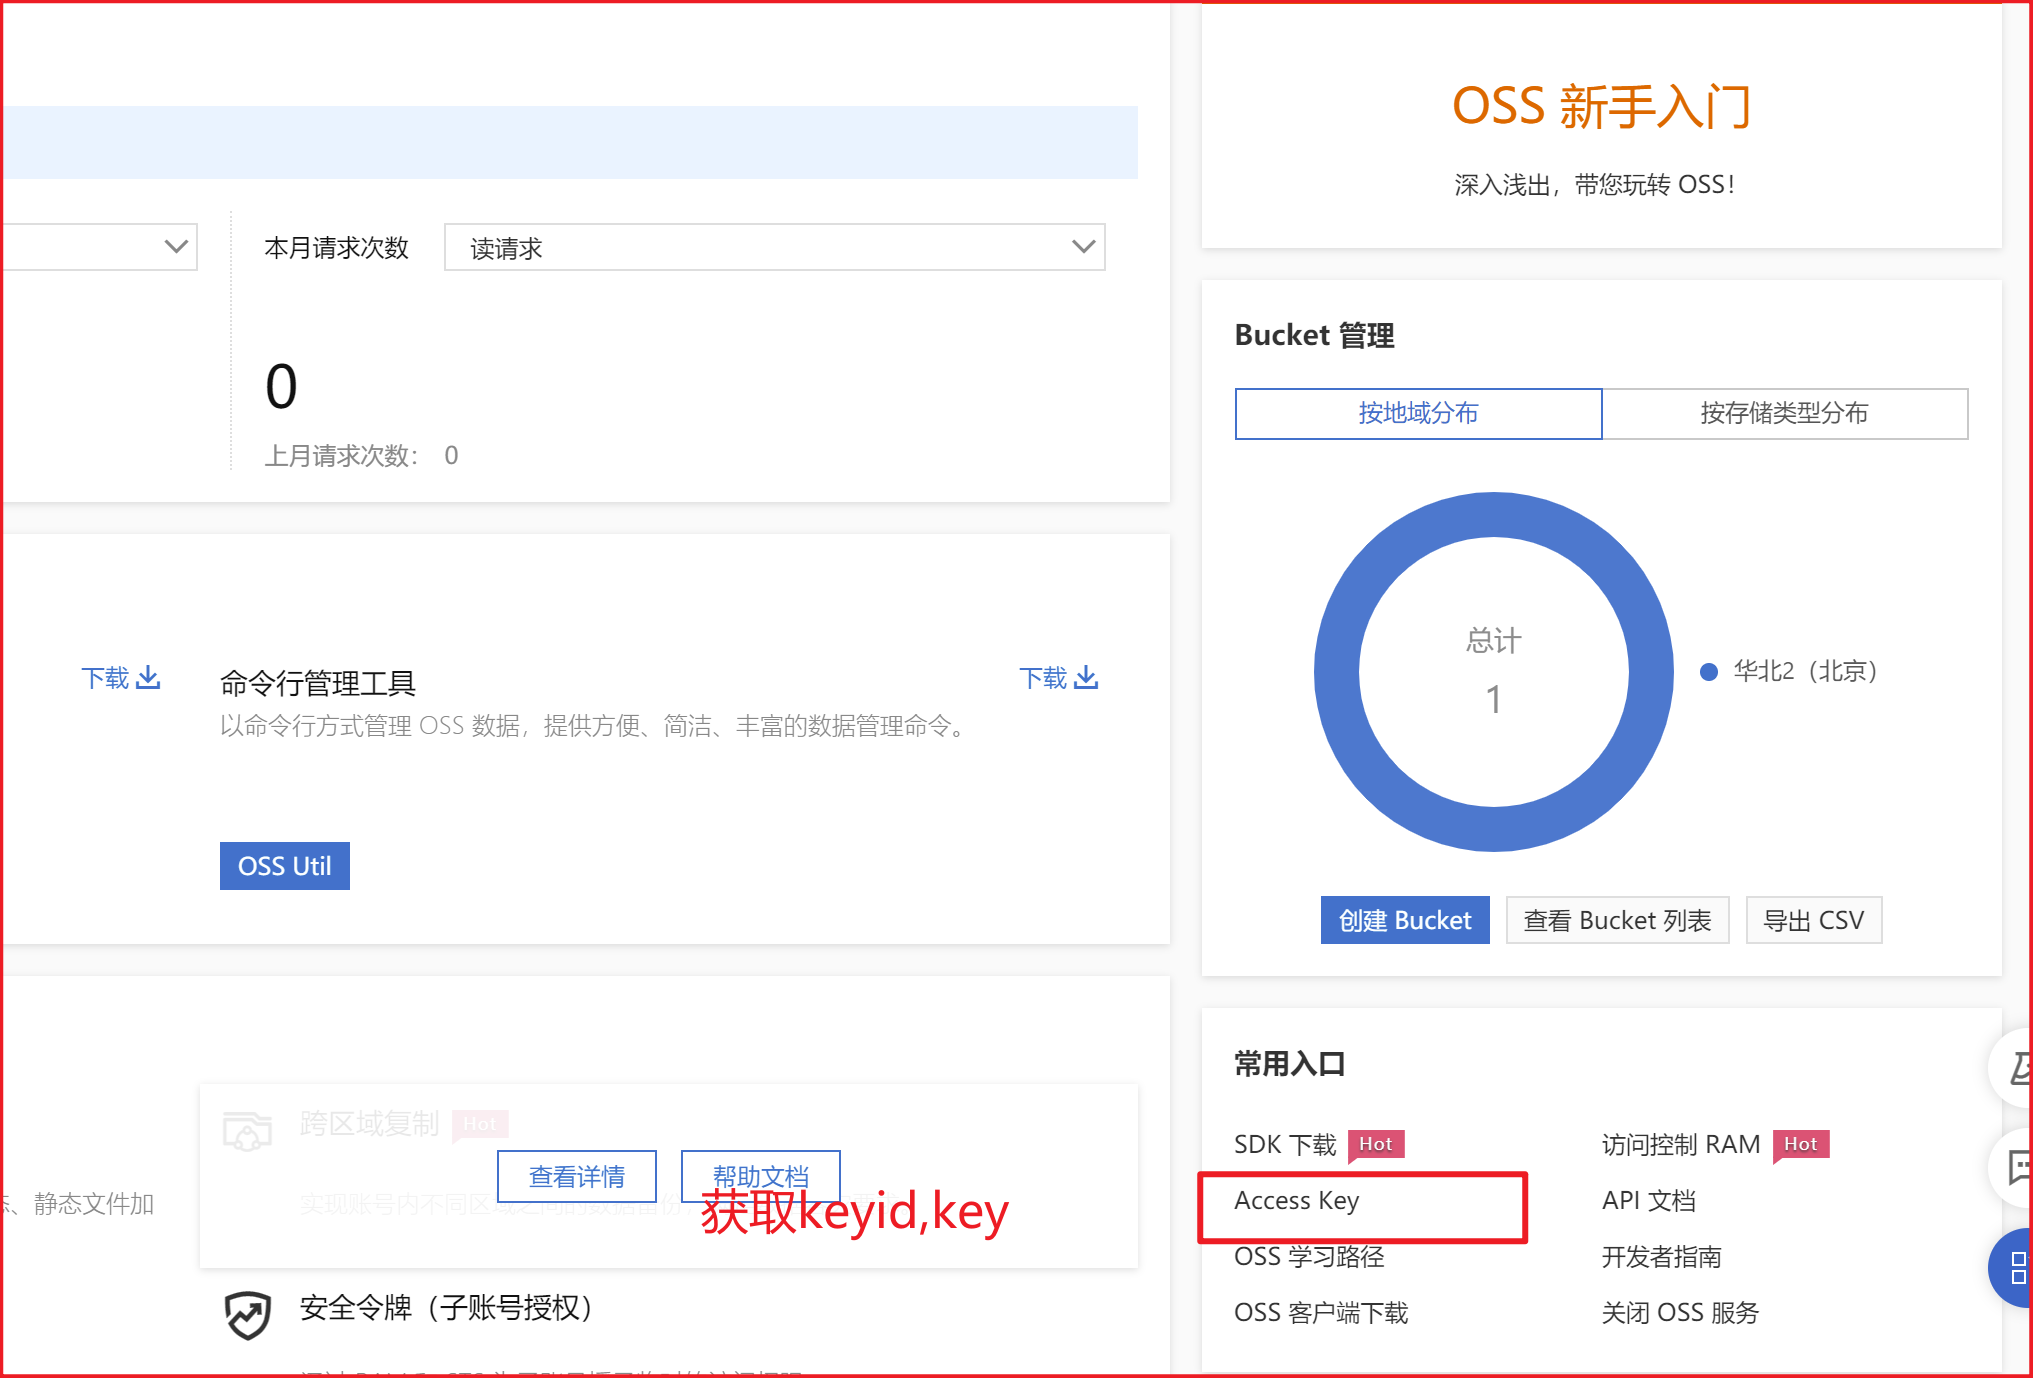 OSS 新手入门
深入浅出，带您玩转 OSS！
本月请求次数
读请求
0
上月请求次数： 0
Bucket 管理
按地域分布
按存储类型分布
总计
1
华北2（北京）
创建 Bucket
查看 Bucket 列表
导出 CSV
下载
命令行管理工具
下载
以命令行方式管理 OSS 数据，提供方便、简洁、丰富的数据管理命令。
OSS Util
跨区域复制 Hot
查看详情
帮助文档
、静态文件加
实现账号内不同区域之间的数据备份
获取keyid,key
安全令牌（子账号授权）
常用入口
SDK 下载 Hot
访问控制 RAM Hot
Access Key
API 文档
OSS 学习路径
开发者指南
OSS 客户端下载
关闭 OSS 服务